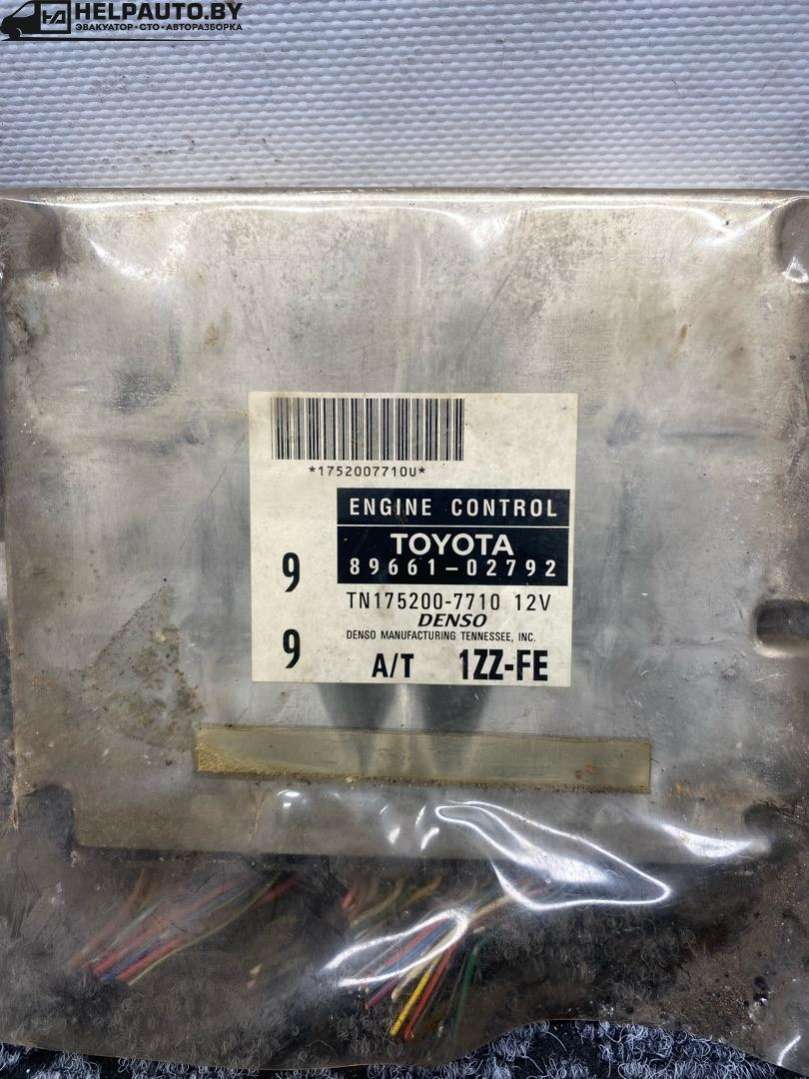 HELPAUTO.BY
ЭВАКУАТОР·СТО·АВТОРАЗБОРКА
*1752007710U*
ENGINE CONTROL
TOYOTA
89661-02792
9
TN175200-7710 12V
DENSO
DENSO MANUFACTURING TENNESSEE, INC.
9
A/T 1ZZ-FE